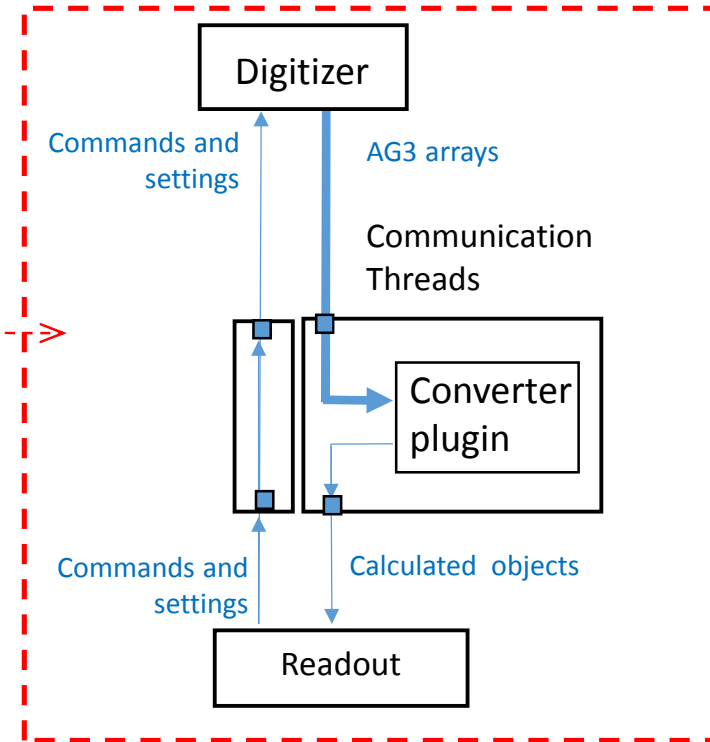 Digitizer
Commands and
settings
AG3 arrays
Communication
Threads
Converter
plugin
Commands and
settings
Calculated objects
Readout